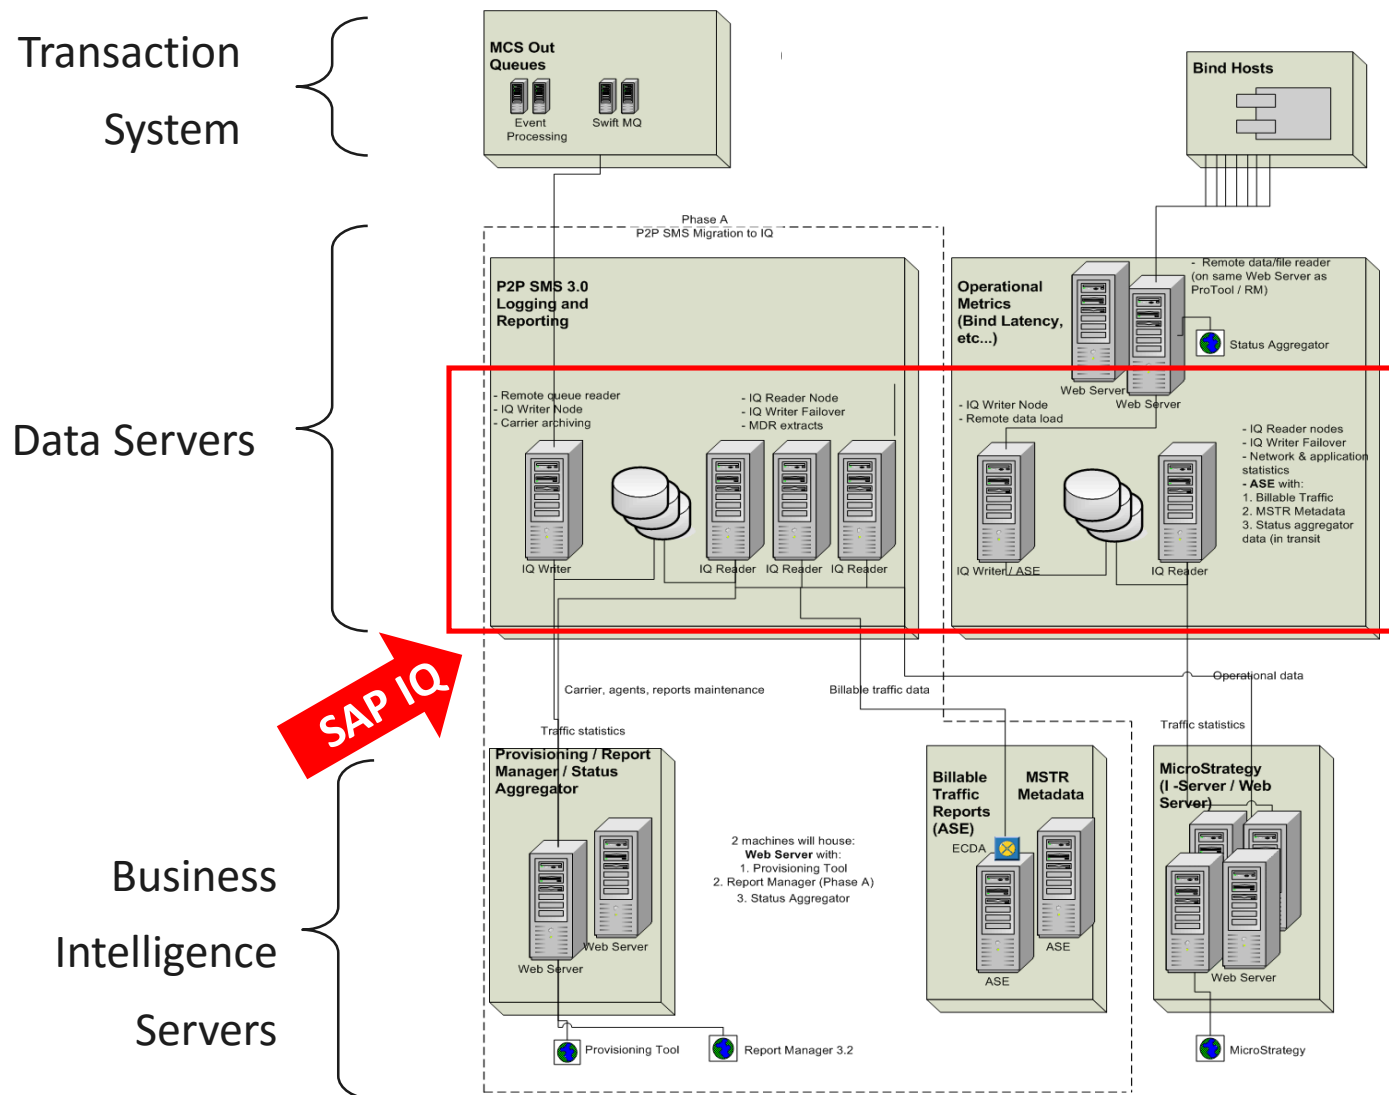 Transaction
System
MCS Out
Queues
Event
Processing
Swift MQ
Bind Hosts
Phase A
P2P SMS Migration to IQ
Data Servers
P2P SMS 3.0
Logging and
Reporting
Operational
Metrics
(Bind Latency,
etc...)
- Remote data/file reader
(on same Web Server as
ProTool / RM)
Status Aggregator
Web Server
Web Server
- Remote queue reader
- IQ Writer Node
- Carrier archiving
- IQ Reader Node
- IQ Writer Failover
- MDR extracts
- IQ Writer Node
- Remote data load
- IQ Reader nodes
- IQ Writer Failover
- Network & application
statistics
- ASE with:
1. Billable Traffic
2. MSTR Metadata
3. Status aggregator
data (in transit
IQ Writer
IQ Reader
IQ Reader
IQ Reader
IQ Writer / ASE
IQ Reader
SAP IQ
Carrier, agents, reports maintenance
Billable traffic data
Operational data
Traffic statistics
Traffic statistics
Business
Intelligence
Servers
Provisioning / Report
Manager / Status
Aggregator
Web Server
Web Server
2 machines will house:
Web Server with:
1. Provisioning Tool
2. Report Manager (Phase A)
3. Status Aggregator
Billable
Traffic
Reports
(ASE)
MSTR
Metadata
ECDA
ASE
ASE
MicroStrategy
(I -Server / Web
Server)
Web Server
Provisioning Tool
Report Manager 3.2
MicroStrategy